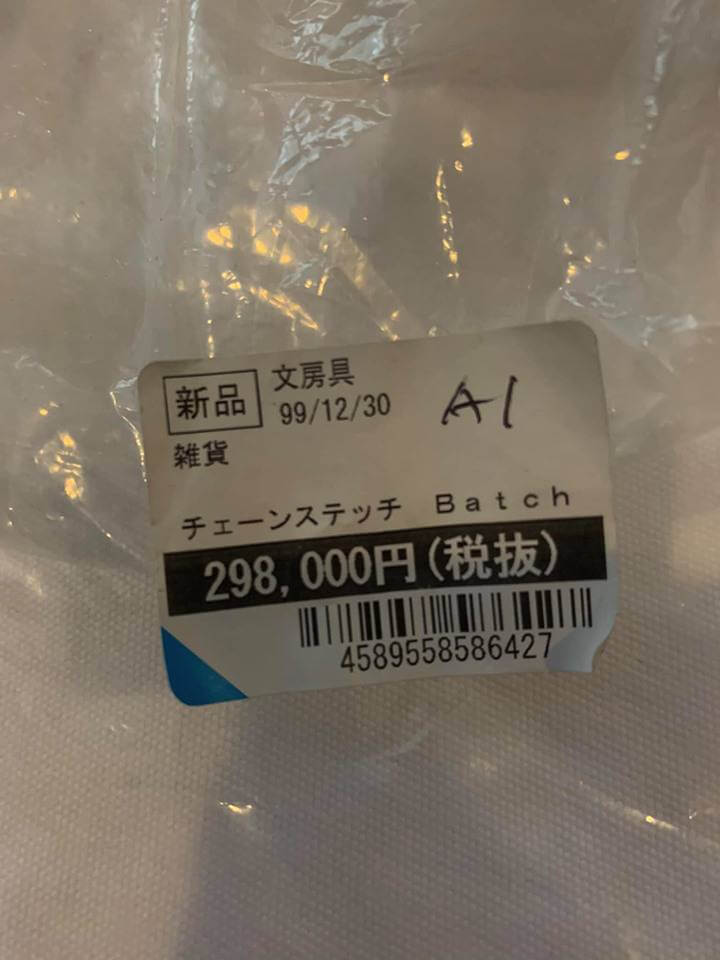 新品 文房具
99/12/30 A1
雑貨
チェーンステッチ Batch
298,000円(税抜)
4589558586427